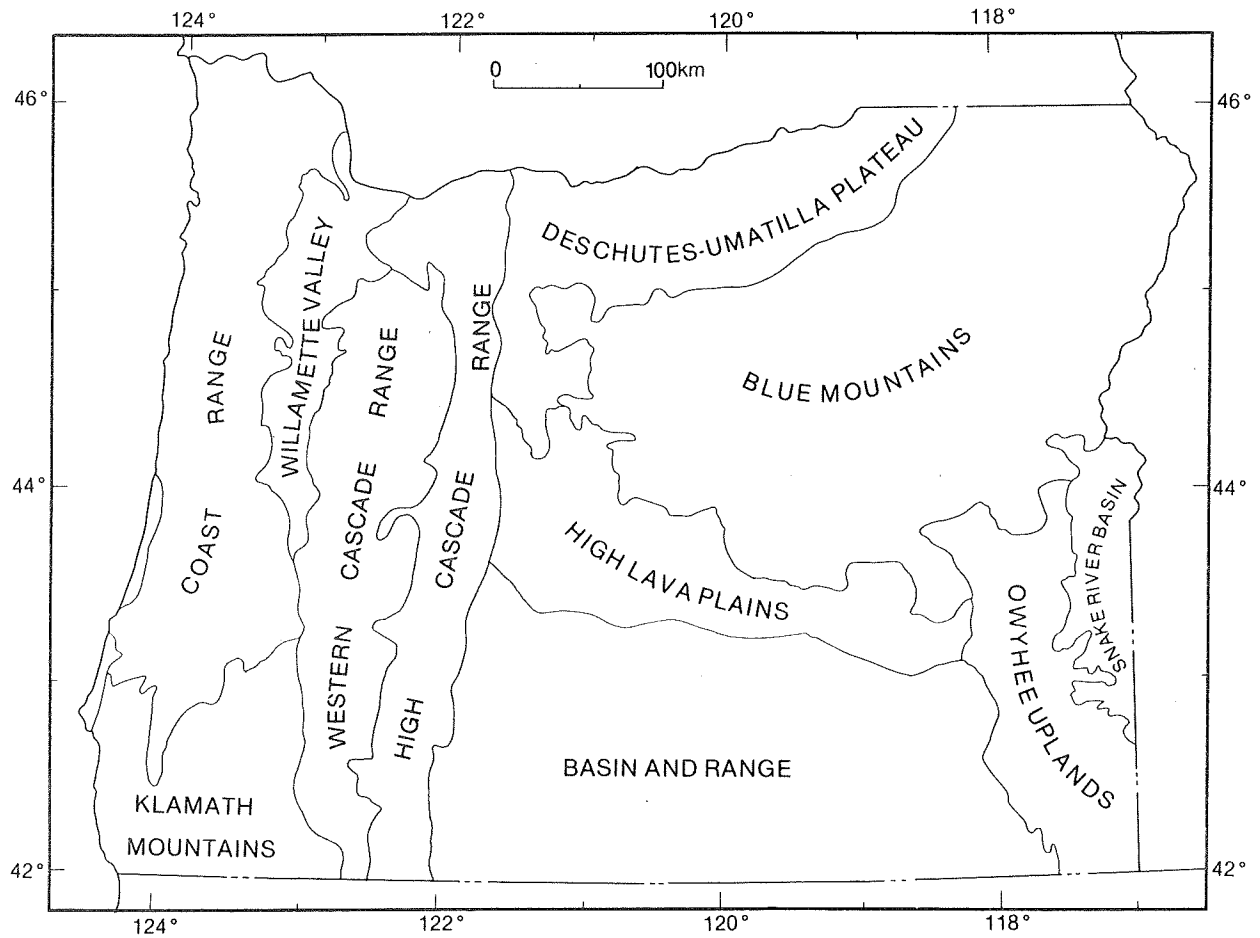 124°
122°
120°
118°
0
100km
46°
46°
DESCHUTES-UMATILLA PLATEAU
WILLAMETTE VALLEY
COAST RANGE
WESTERN CASCADE RANGE
HIGH CASCADE RANGE
BLUE MOUNTAINS
44°
44°
HIGH LAVA PLAINS
SNAKE RIVER BASIN
OWYHEE UPLANDS
BASIN AND RANGE
KLAMATH
MOUNTAINS
42°
42°
124°
122°
120°
118°